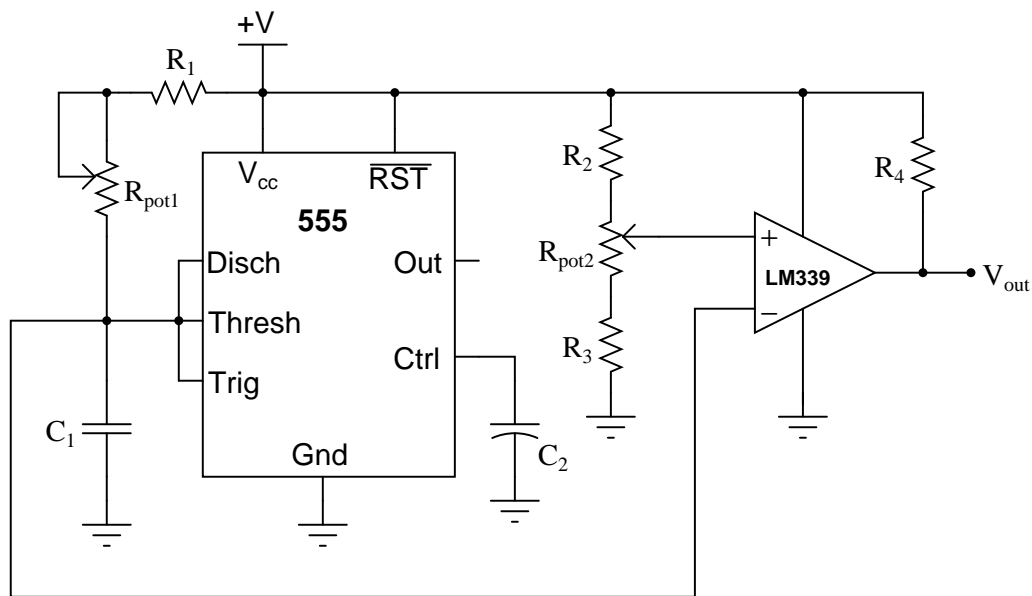 +V
R1
Vcc
RST
555
Rpot1
Disch
Thresh
Trig
Out
Ctrl
Gnd
C1
C2
R2
Rpot2
R3
R4
+
LM339
−
Vout